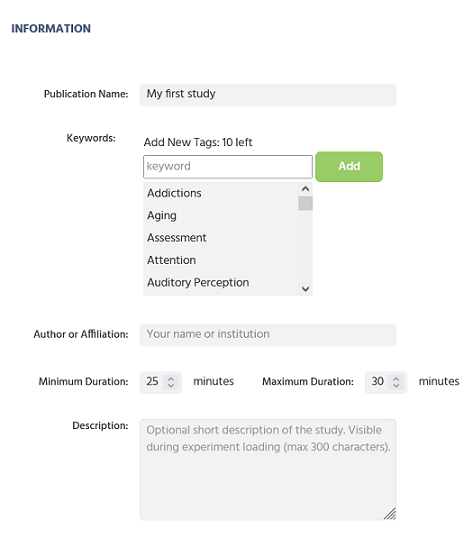 INFORMATION
Publication Name: My first study
Keywords: Add New Tags: 10 left
keyword Add
Addictions
Aging
Assessment
Attention
Auditory Perception
Author or Affiliation: Your name or institution
Minimum Duration: 25 minutes Maximum Duration: 30 minutes
Description: Optional short description of the study. Visible
during experiment loading (max 300 characters).